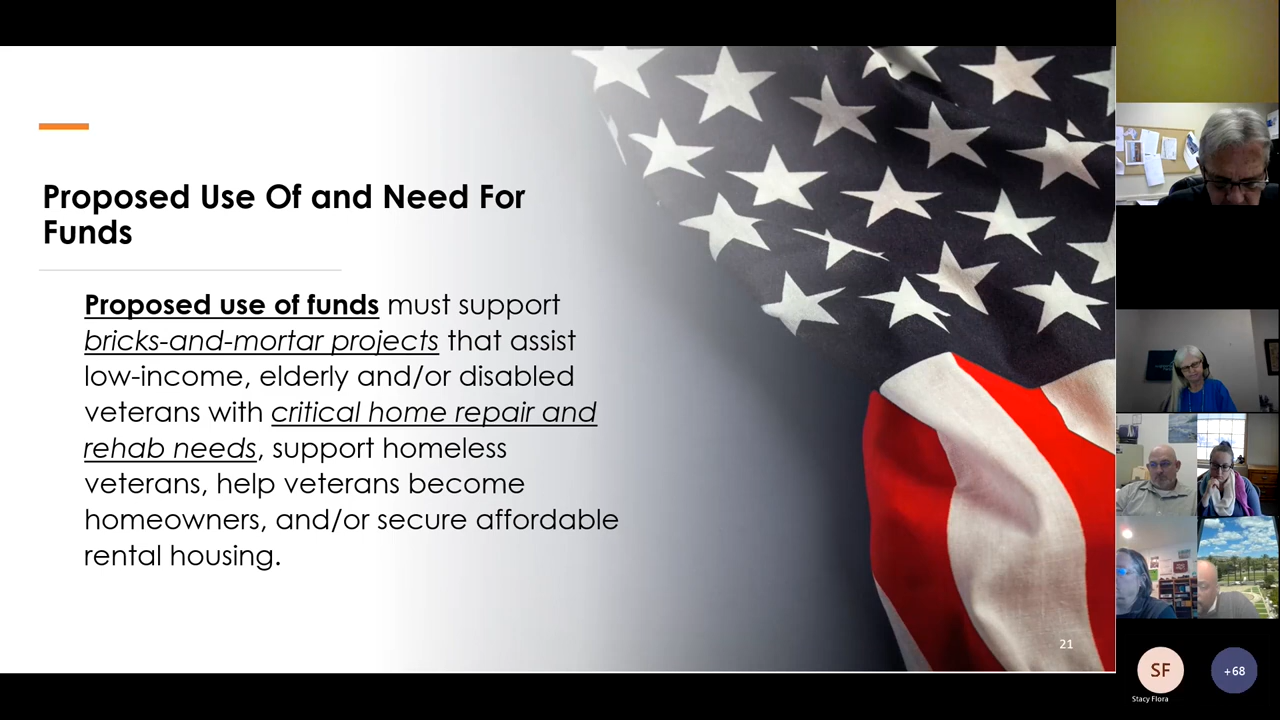 Proposed Use Of and Need For
Funds
Proposed use of funds must support
bricks-and-mortar projects that assist
low-income, elderly and/or disabled
veterans with critical home repair and
rehab needs, support homeless
veterans, help veterans become
homeowners, and/or secure affordable
rental housing.
21
SF
+68
Stacy Flora